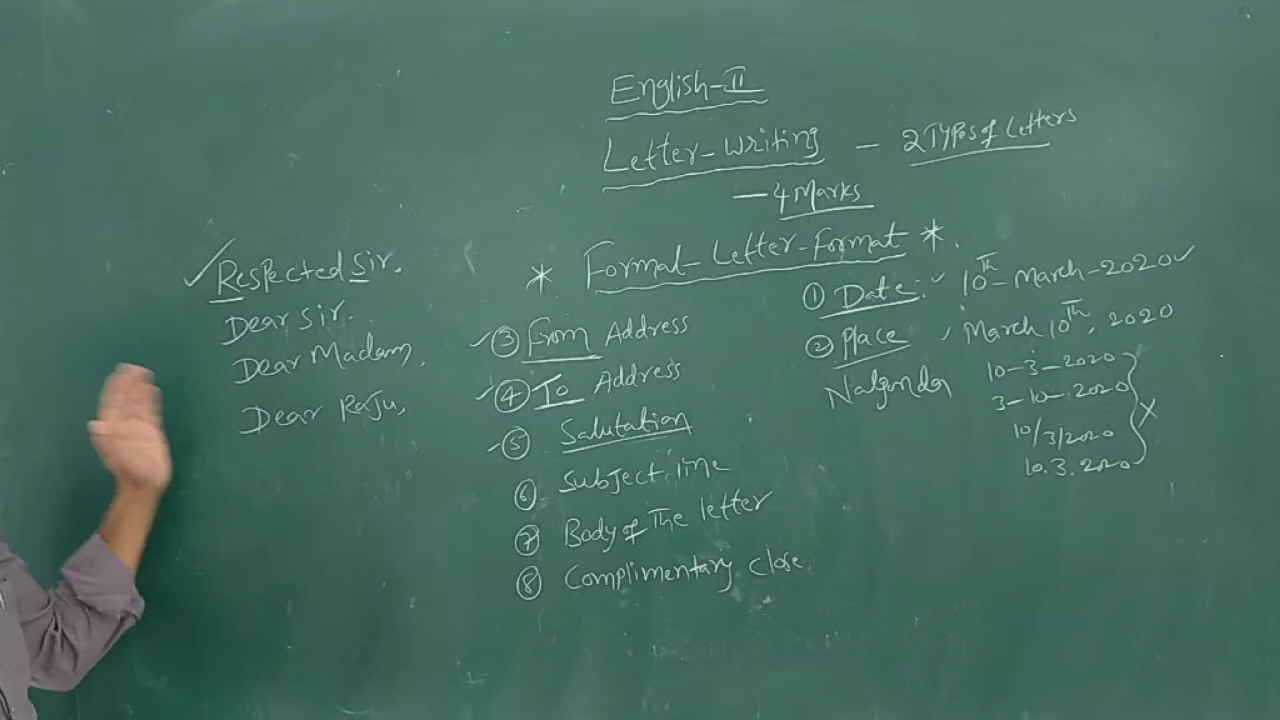 English-II
Letter-Writing - 2 Types of Letters
- 4 Marks
* Formal-Letter-Format *.
① Date:- 10th-March-2020
② Place March 10th, 2020
Nalgonda
10-3-2020
3-10-2020
10/3/2020
10.3.2020
X
③ From Address
④ To Address
⑤ Salutation
⑥ Subject line
⑦ Body of the letter
⑧ Complimentary close.
Respected Sir.
Dear Sir.
Dear Madam,
Dear Raju,